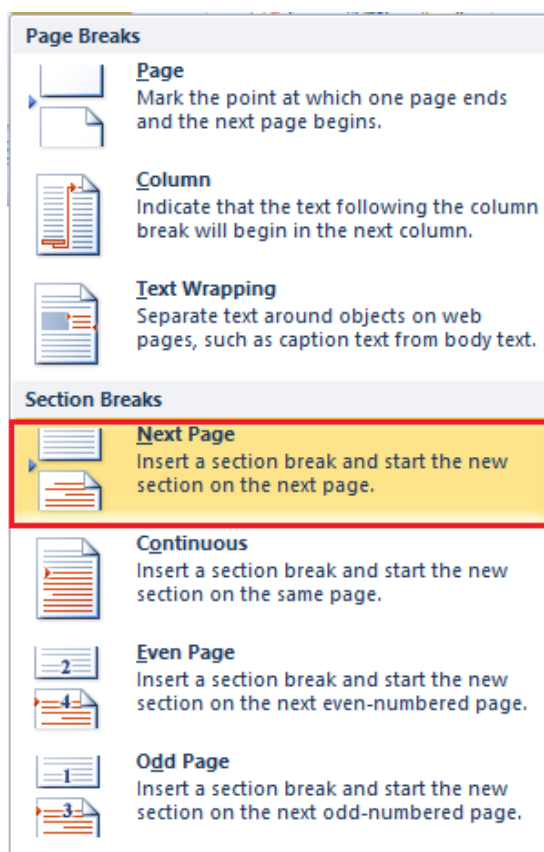 Page Breaks
Page
Mark the point at which one page ends
and the next page begins.
Column
Indicate that the text following the column
break will begin in the next column.
Text Wrapping
Separate text around objects on web
pages, such as caption text from body text.
Section Breaks
Next Page
Insert a section break and start the new
section on the next page.
Continuous
Insert a section break and start the new
section on the same page.
2
Even Page
Insert a section break and start the new
4
section on the next even-numbered page.
1
Odd Page
Insert a section break and start the new
3
section on the next odd-numbered page.